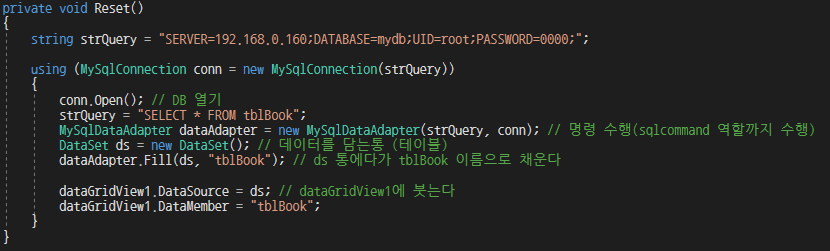 private void Reset()
{
string strQuery = "SERVER=192.168.0.160;DATABASE=mydb;UID=root;PASSWORD=0000;";
using (MySqlConnection conn = new MySqlConnection(strQuery))
{
conn.Open(); // DB 열기
strQuery = "SELECT * FROM tblBook";
MySqlDataAdapter dataAdapter = new MySqlDataAdapter(strQuery, conn); // 명령 수행(sqlcommand 역할까지 수행)
DataSet ds = new DataSet(); // 데이터를 담는통 (테이블)
dataAdapter.Fill(ds, "tblBook"); // ds 통에다가 tblBook 이름으로 채운다
dataGridView1.DataSource = ds; // dataGridView1에 붓는다
dataGridView1.DataMember = "tblBook";
}
}